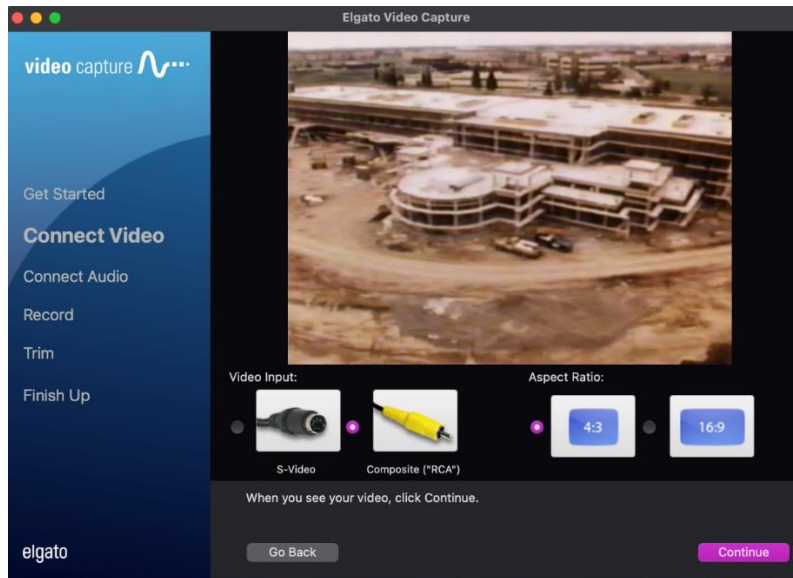 Elgato Video Capture
video capture
Get Started
Connect Video
Connect Audio
Record
Trim
Finish Up
elgato
Video Input:
S-Video
Composite ("RCA")
Aspect Ratio:
4:3
16:9
When you see your video, click Continue.
Go Back
Continue